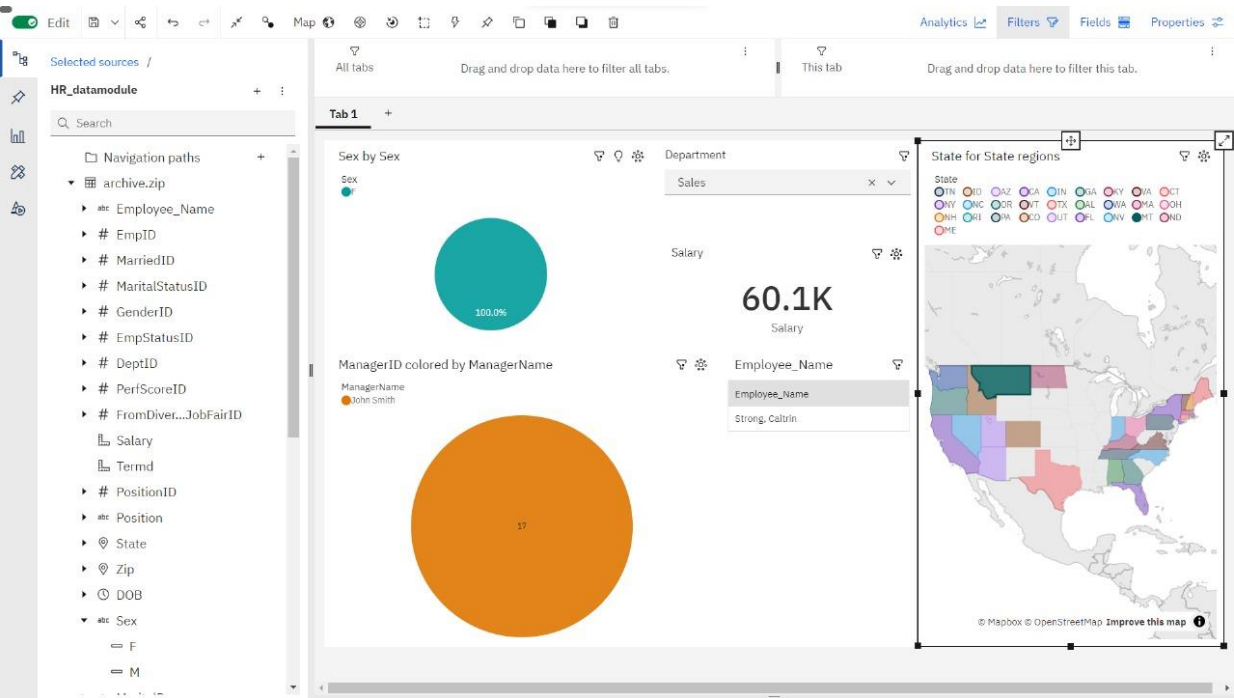 Edit
Map
Analytics
Filters
Fields
Properties
Selected sources /
HR_datamodule
Search
Navigation paths
archive.zip
abc Employee_Name
# EmpID
# MarriedID
# MaritalStatusID
# GenderID
# EmpStatusID
# DeptID
# PerfScoreID
# FromDiver...JobFairID
Salary
Termd
# PositionID
abc Position
State
Zip
DOB
abc Sex
F
M
All tabs
Drag and drop data here to filter all tabs.
This tab
Drag and drop data here to filter this tab.
Tab 1
Sex by Sex
Sex
F
100.0%
Department
Sales
Salary
60.1K
Salary
ManagerID colored by ManagerName
ManagerName
John Smith
17
Employee_Name
Employee_Name
Strong, Caitrin
State for State regions
State
TN ID AZ CA IN GA KY VA CT
NY NC OR VT TX AL WA MA OH
NH RI PA CO UT FL NV MT ND
ME
© Mapbox © OpenStreetMap Improve this map